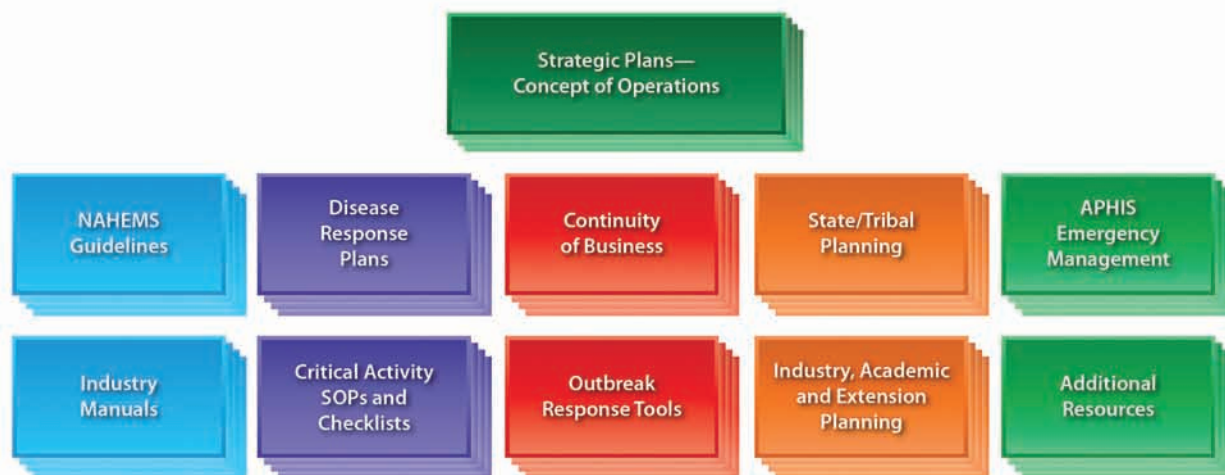 Strategic Plans—
Concept of Operations
NAHEMS
Guidelines
Disease
Response
Plans
Continuity
of Business
State/Tribal
Planning
APHIS
Emergency
Management
Industry
Manuals
Critical Activity
SOPs and
Checklists
Outbreak
Response Tools
Industry, Academic
and Extension
Planning
Additional
Resources